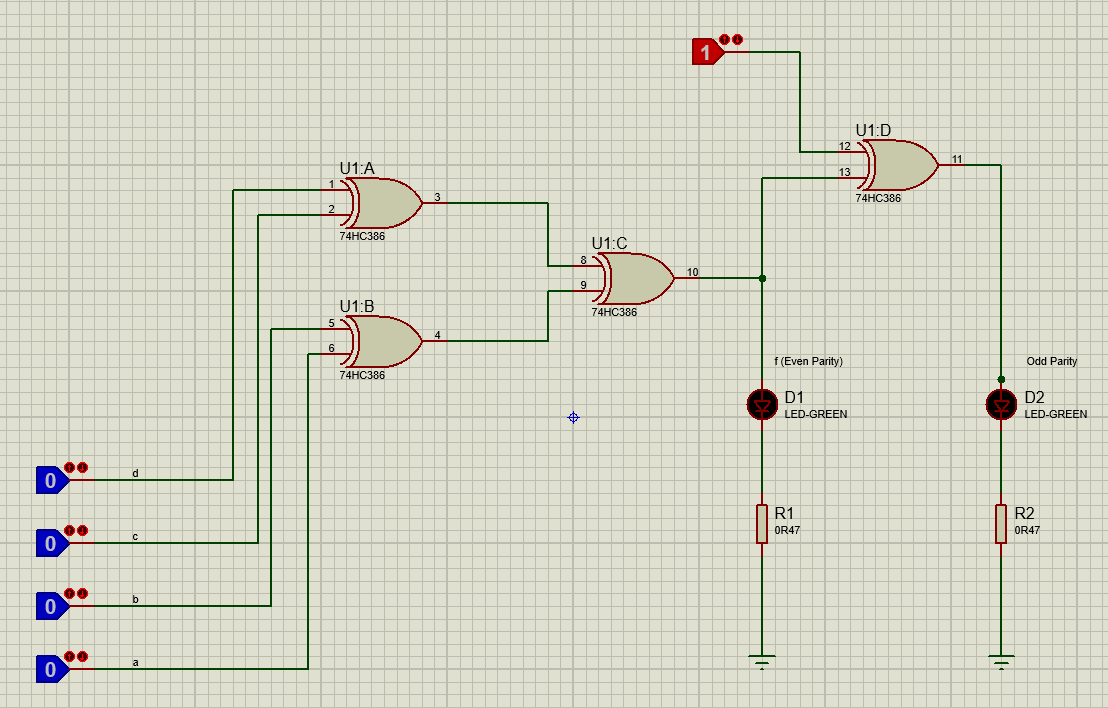 1
U1:D
12
11
13
74HC386
U1:A
1
3
2
74HC386
U1:C
8
10
9
74HC386
U1:B
5
4
6
74HC386
f (Even Parity)
Odd Parity
D1
LED-GREEN
D2
LED-GREEN
0
d
R1
0R47
R2
0R47
0
c
0
b
0
a